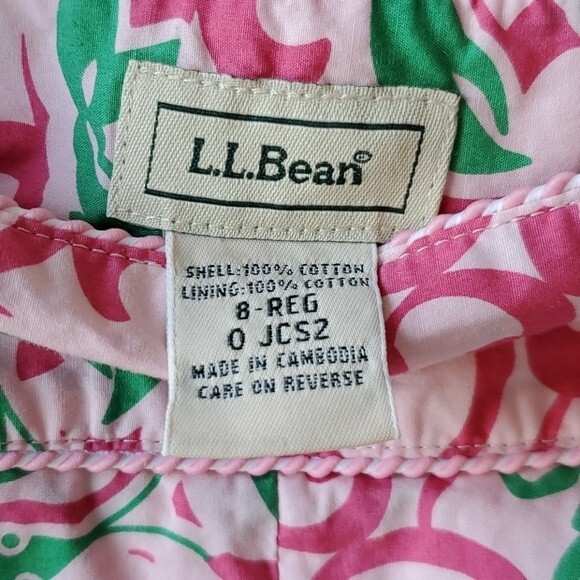 L.L.Bean®
SHELL:100% COTTON
LINING:100% COTTON
8-REG
0 JCS2
MADE IN CAMBODIA
CARE ON REVERSE